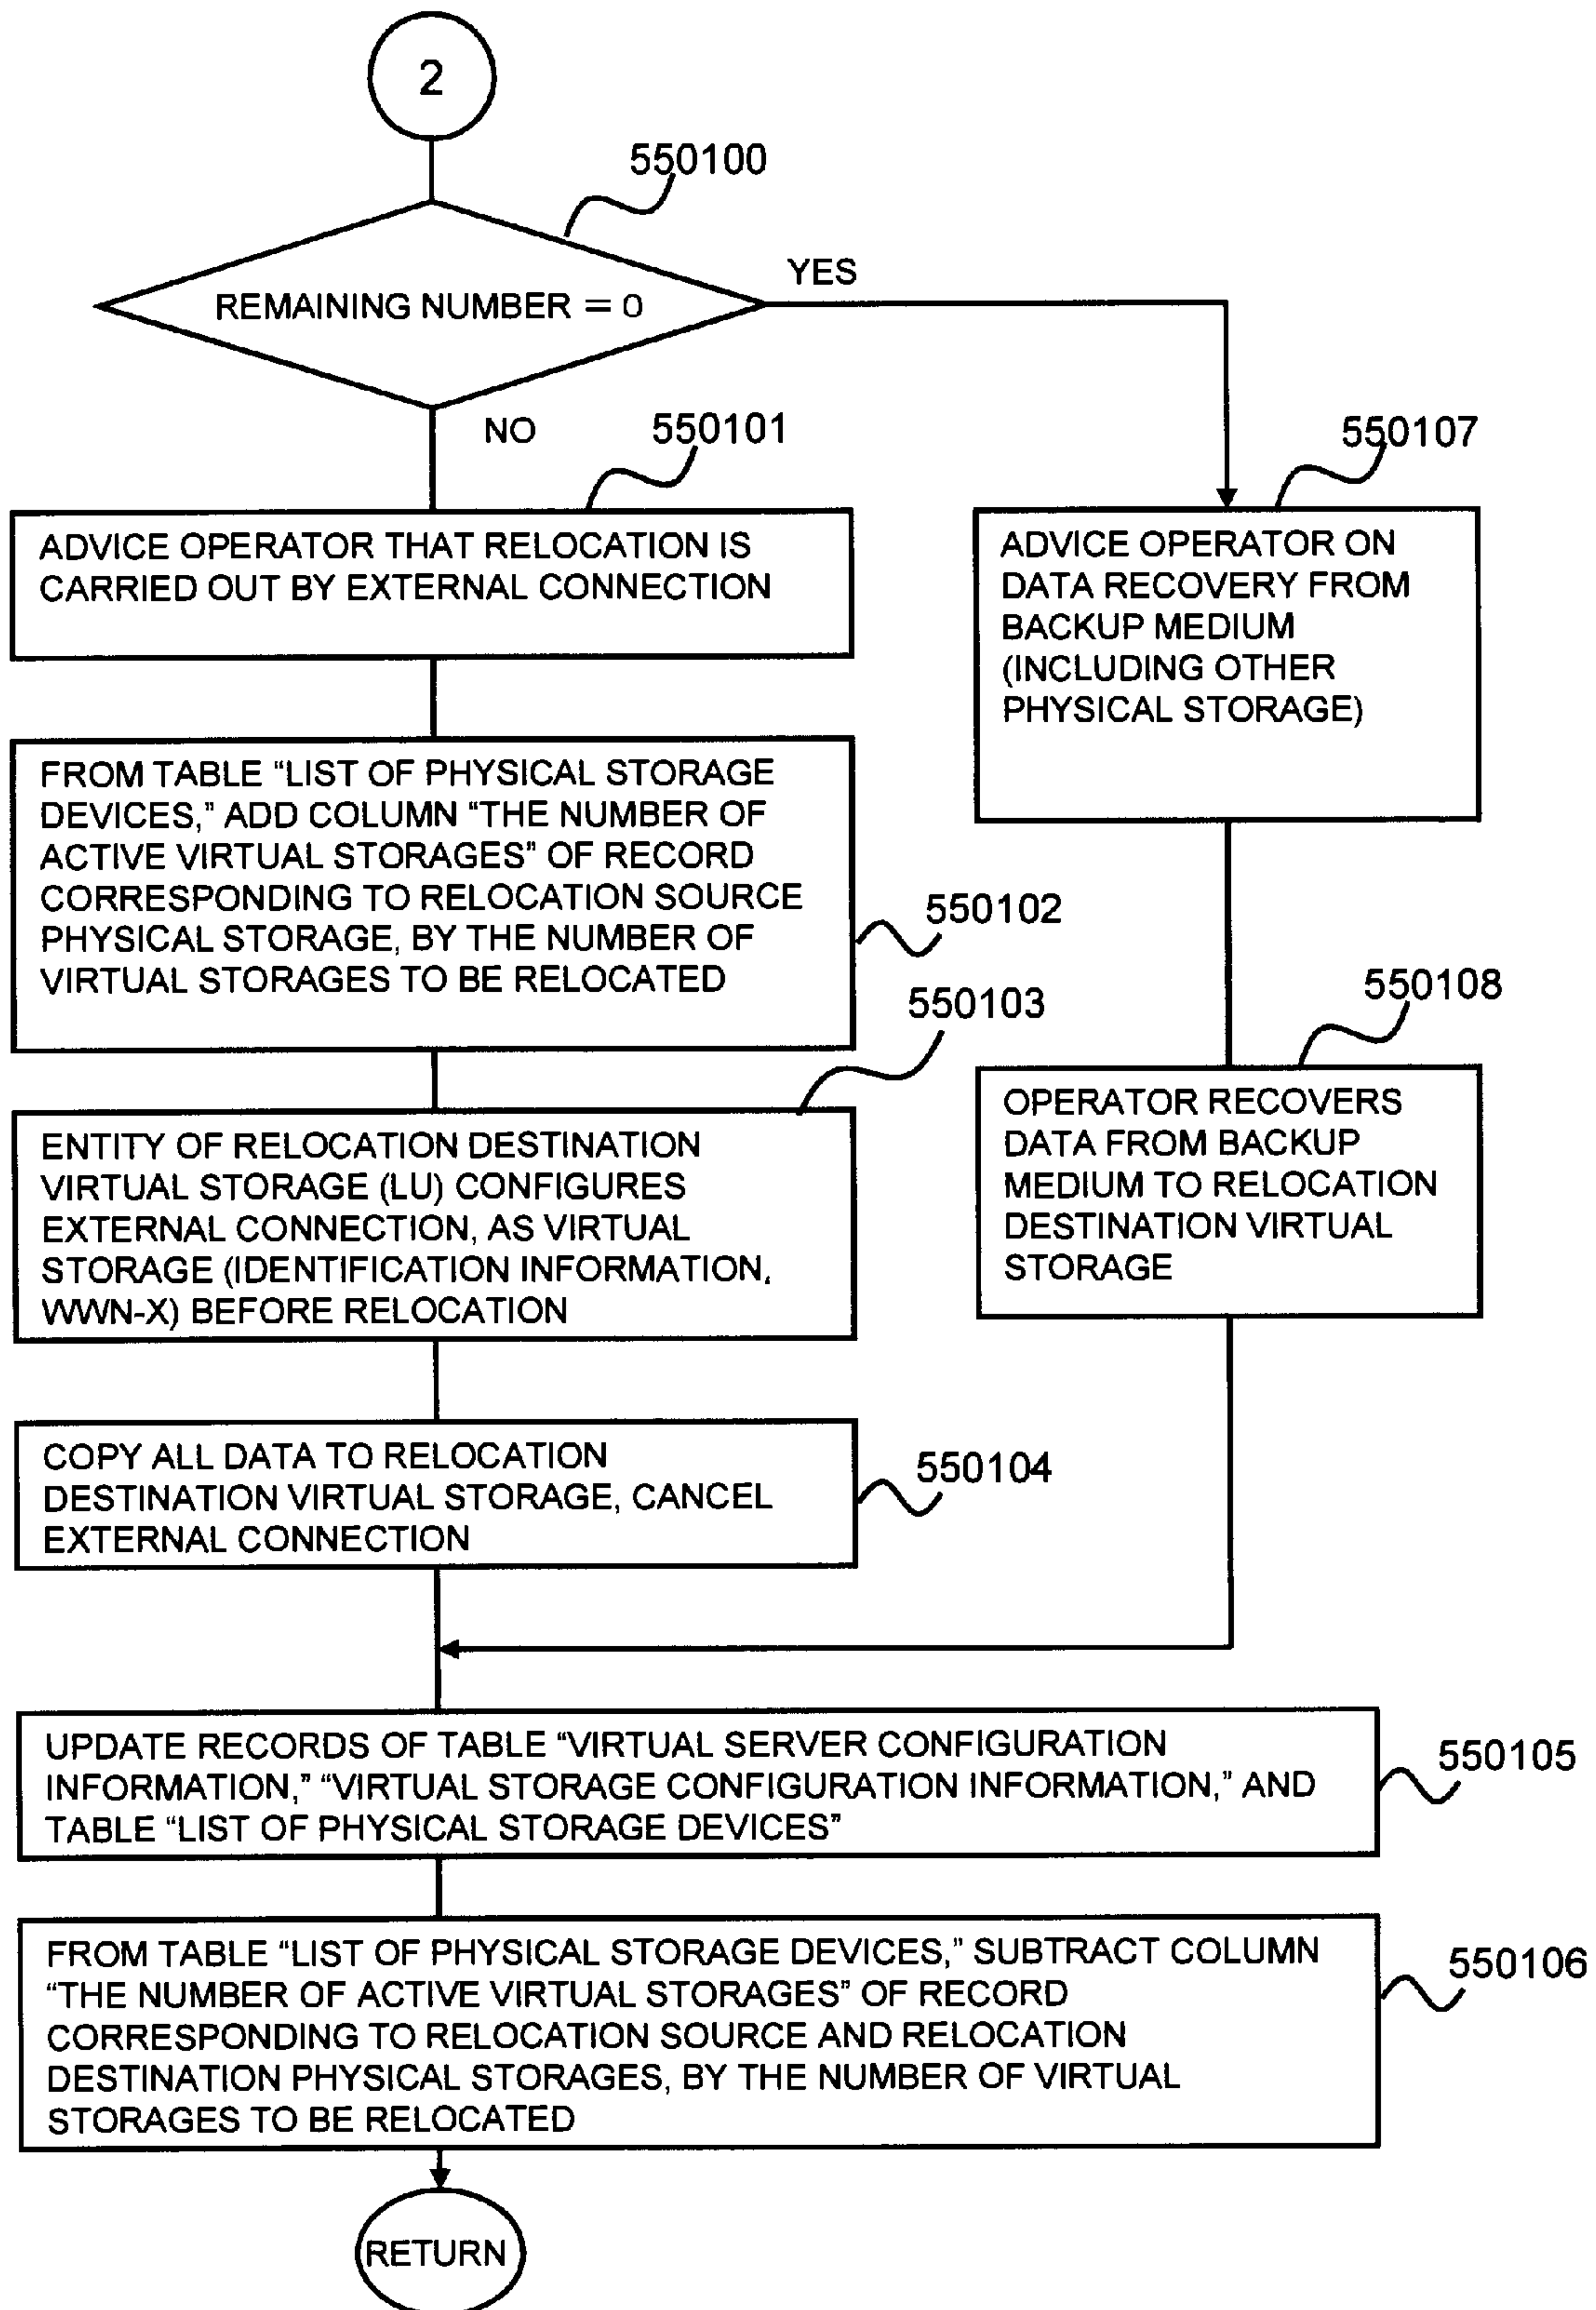 2
550100
REMAINING NUMBER = 0
YES
NO
550101
ADVICE OPERATOR THAT RELOCATION IS
CARRIED OUT BY EXTERNAL CONNECTION
FROM TABLE “LIST OF PHYSICAL STORAGE
DEVICES,” ADD COLUMN “THE NUMBER OF
ACTIVE VIRTUAL STORAGES” OF RECORD
CORRESPONDING TO RELOCATION SOURCE
PHYSICAL STORAGE, BY THE NUMBER OF
VIRTUAL STORAGES TO BE RELOCATED
550102
550103
ENTITY OF RELOCATION DESTINATION
VIRTUAL STORAGE (LU) CONFIGURES
EXTERNAL CONNECTION, AS VIRTUAL
STORAGE (IDENTIFICATION INFORMATION,
WWN-X) BEFORE RELOCATION
COPY ALL DATA TO RELOCATION
DESTINATION VIRTUAL STORAGE, CANCEL
EXTERNAL CONNECTION
550104
550107
ADVICE OPERATOR ON
DATA RECOVERY FROM
BACKUP MEDIUM
(INCLUDING OTHER
PHYSICAL STORAGE)
550108
OPERATOR RECOVERS
DATA FROM BACKUP
MEDIUM TO RELOCATION
DESTINATION VIRTUAL
STORAGE
UPDATE RECORDS OF TABLE “VIRTUAL SERVER CONFIGURATION
INFORMATION,” “VIRTUAL STORAGE CONFIGURATION INFORMATION,” AND
TABLE “LIST OF PHYSICAL STORAGE DEVICES”
550105
FROM TABLE “LIST OF PHYSICAL STORAGE DEVICES,” SUBTRACT COLUMN
“THE NUMBER OF ACTIVE VIRTUAL STORAGES” OF RECORD
CORRESPONDING TO RELOCATION SOURCE AND RELOCATION
DESTINATION PHYSICAL STORAGES, BY THE NUMBER OF VIRTUAL
STORAGES TO BE RELOCATED
550106
RETURN